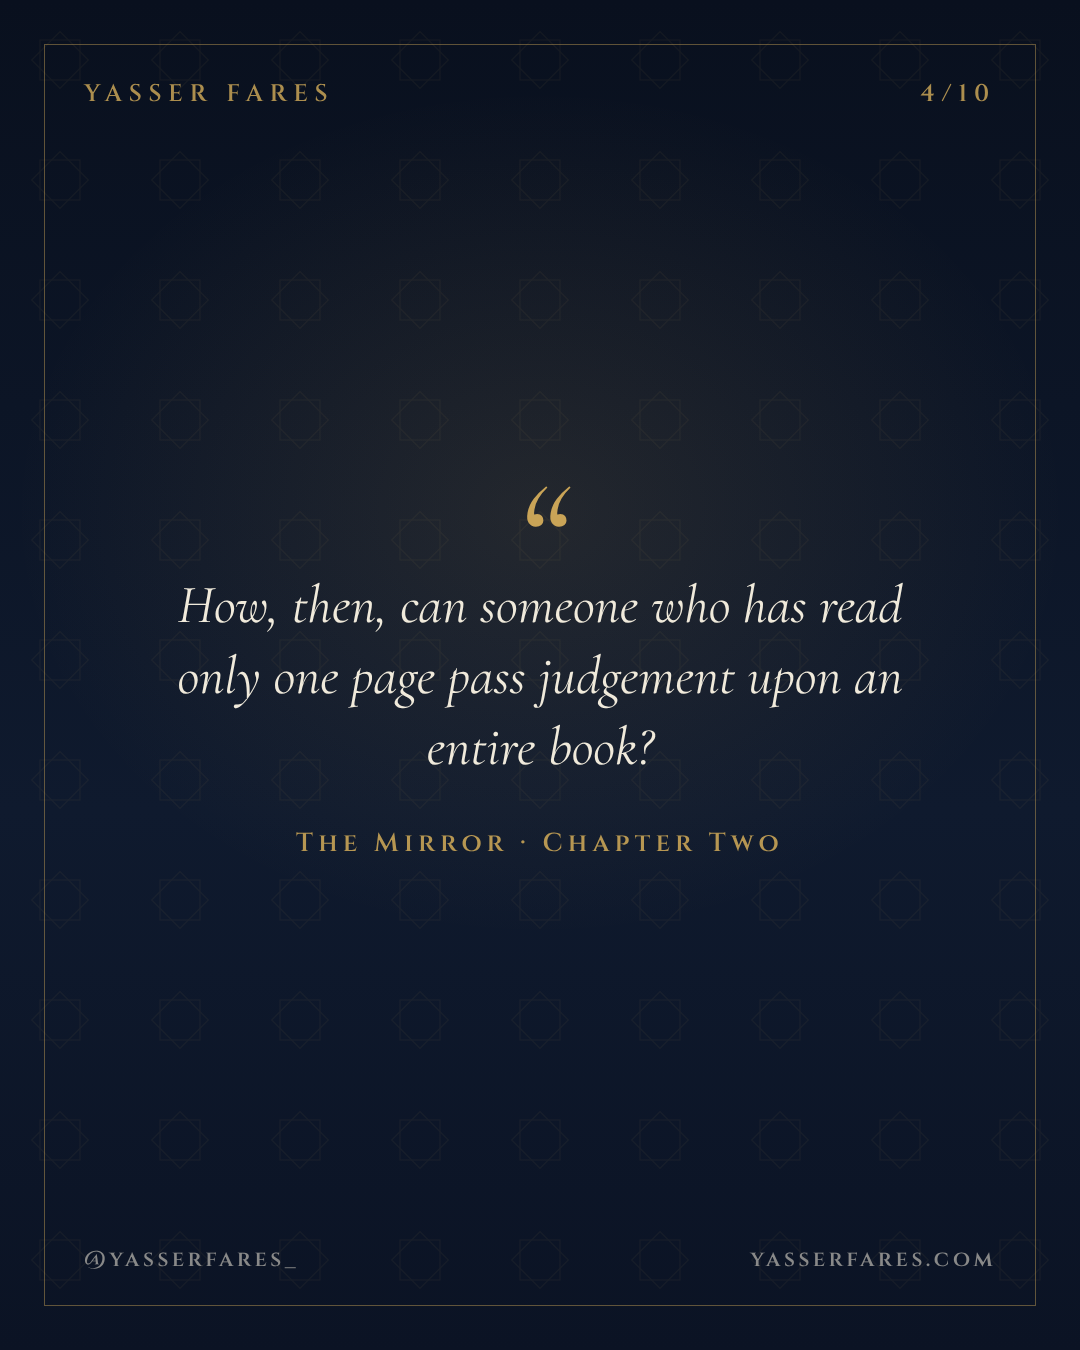 YASSER FARES
4/10
“
How, then, can someone who has read
only one page pass judgement upon an
entire book?
The Mirror · Chapter Two
@YASSERFARES_
YASSERFARES.COM